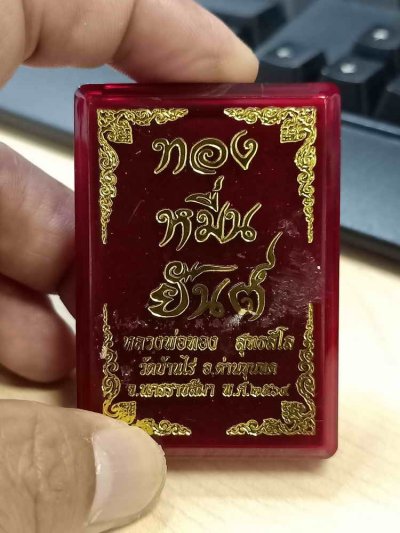 ทอง
หมื่น
ยันต์
หลวงพ่อทอง สุทธสีโล
วัดบ้านไร่ อ.ด่านขุนทด
จ.นครราชสีมา พ.ศ.๒๕๖๔